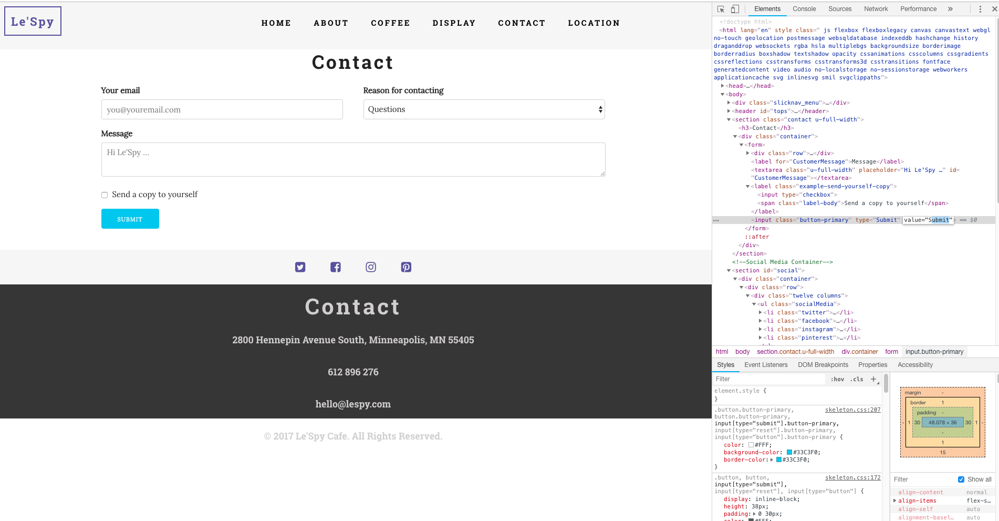 Le'Spy
HOME ABOUT COFFEE DISPLAY CONTACT LOCATION
Contact
Your email
Reason for contacting
you@youremail.com
Questions
Message
Hi Le'Spy ...
Send a copy to yourself
SUBMIT
Contact
2800 Hennepin Avenue South, Minneapolis, MN 55405
612 896 276
hello@lespy.com
© 2017 Le'Spy Cafe. All Rights Reserved.
Elements Console Sources Network Performance »
<!doctype html>
<html lang="en" style class=" js flexbox flexboxlegacy canvas canvastext webgl
no-touch geolocation postmessage websqldatabase indexeddb hashchange history
draganddrop websockets rgba hsla multiplebgs backgroundsize borderimage
borderradius boxshadow textshadow opacity cssanimations csscolumns cssgradients
cssreflections csstransforms csstransforms3d csstransitions fontface
generatedcontent video audio no-localstorage no-sessionstorage webworkers
applicationcache svg inlinesvg smil svgclippaths">
<head>…</head>
<body>
<div class="slicknav_menu">…</div>
<header id="tops">…</header>
<section class="contact u-full-width">
<h3>Contact</h3>
<div class="container">
<form>
<div class="row">…</div>
<label for="CustomerMessage">Message</label>
<textarea class="u-full-width" placeholder="Hi Le'Spy …" id=
"CustomerMessage"></textarea>
<label class="example-send-yourself-copy">
<input type="checkbox">
<span class="label-body">Send a copy to yourself</span>
</label>
… <input class="button-primary" type="Submit" value="Submit"> == $0
</form>
::after
</div>
</section>
<!--Social Media Container-->
<section id="social">
<div class="container">
<div class="row">
<div class="twelve columns">
<ul class="socialMedia">
<li class="twitter">…</li>
<li class="facebook">…</li>
<li class="instagram">…</li>
<li class="pinterest">…</li>
html body section.contact.u-full-width div.container form input.button-primary
Styles Event Listeners DOM Breakpoints Properties Accessibility
Filter :hov .cls +
element.style {
}
.button.button-primary, skeleton.css:207
button.button-primary,
input[type="submit"].button-primary,
input[type="reset"].button-primary,
input[type="button"].button-primary {
color: #FFF;
background-color: #33C3F0;
border-color: #33C3F0;
}
.button, button, skeleton.css:172
input[type="submit"],
input[type="reset"], input[type="button"] {
display: inline-block;
height: 38px;
padding: 0 30px;
color: #555;
margin -
border 1
padding -
- 1 30 48.078 × 36 30 1 -
-
1
15
Filter Show all
align-content normal
align-items flex-s…
align-self auto
alignment-basel… auto